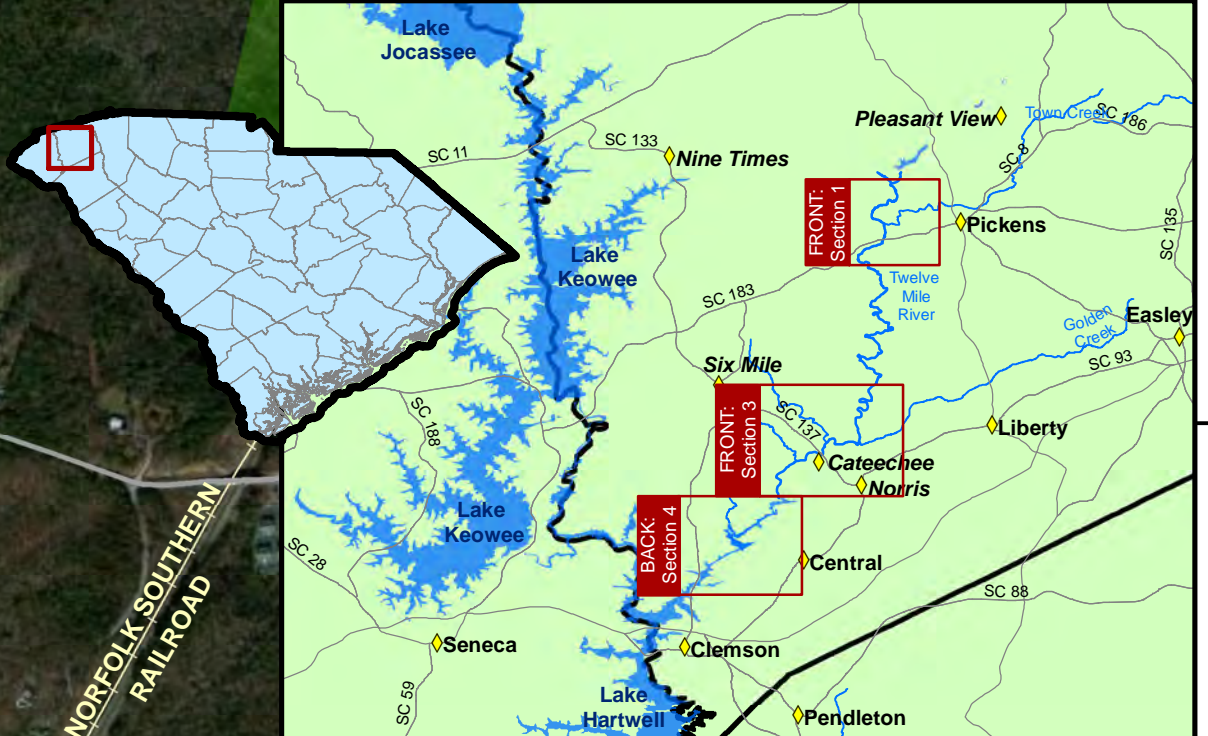 Lake
Jocassee
Pleasant View
Town Creek
SC 186
SC 8
SC 133
SC 11
Nine Times
FRONT:
Section 1
Pickens
SC 135
Lake
Keowee
Twelve
Mile
River
SC 183
Golden
Creek
Easley
SC 93
Six Mile
SC 188
FRONT:
Section 3
SC 137
Liberty
Cateechee
Norris
Lake
Keowee
BACK:
Section 4
SC 28
Central
SC 88
NORFOLK SOUTHERN
RAILROAD
Seneca
Clemson
SC 59
Lake
Hartwell
Pendleton